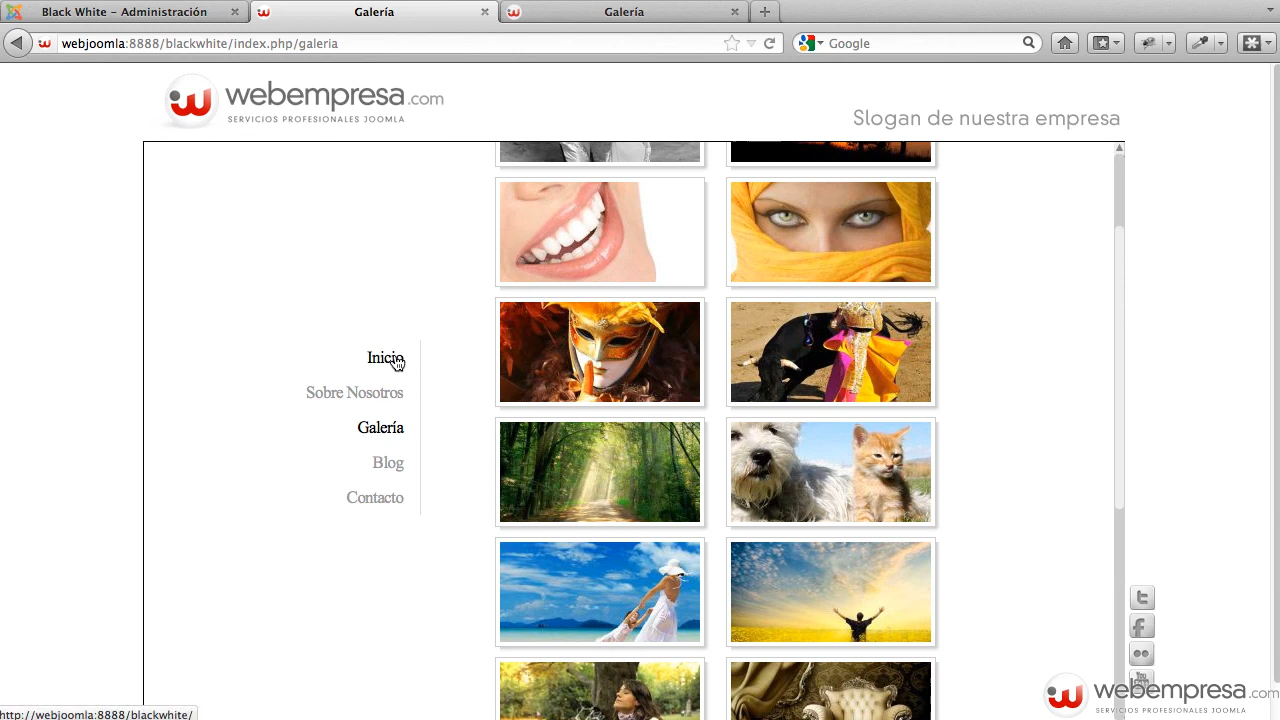 Black White – Administración
Galería
Galería
webjoomla:8888/blackwhite/index.php/galeria
Google
webempresa.com
SERVICIOS PROFESIONALES JOOMLA
Slogan de nuestra empresa
Inicio
Sobre Nosotros
Galería
Blog
Contacto
You
webempresa.com
SERVICIOS PROFESIONALES JOOMLA
http://webjoomla:8888/blackwhite/